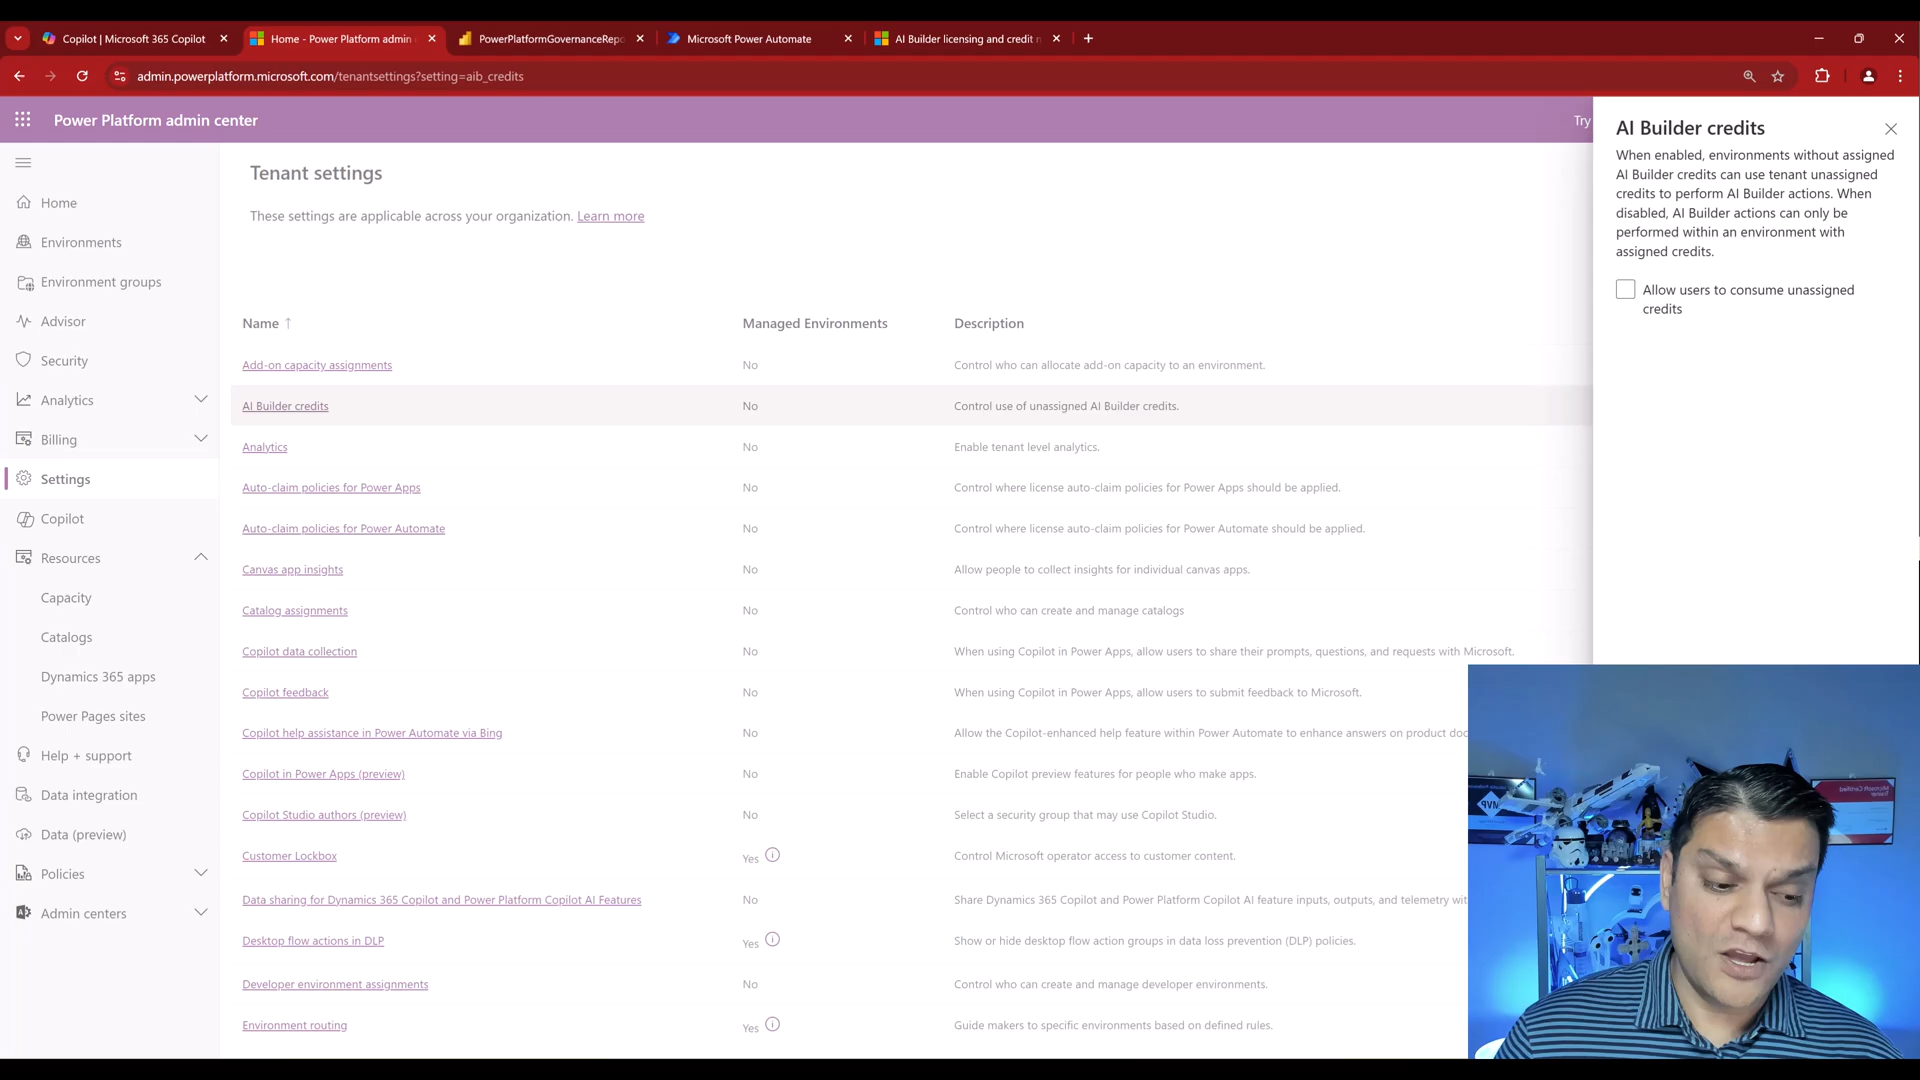 Copilot | Microsoft 365 Copilot
Home - Power Platform admin
PowerPlatformGovernanceRepo
Microsoft Power Automate
AI Builder licensing and credit
admin.powerplatform.microsoft.com/tenantsettings?setting=aib_credits
Power Platform admin center
Try
Home
Environments
Environment groups
Advisor
Security
Analytics
Billing
Settings
Copilot
Resources
Capacity
Catalogs
Dynamics 365 apps
Power Pages sites
Help + support
Data integration
Data (preview)
Policies
Admin centers
Tenant settings
These settings are applicable across your organization. Learn more
Name ↑ Managed Environments Description
Add-on capacity assignments No Control who can allocate add-on capacity to an environment.
AI Builder credits No Control use of unassigned AI Builder credits.
Analytics No Enable tenant level analytics.
Auto-claim policies for Power Apps No Control where license auto-claim policies for Power Apps should be applied.
Auto-claim policies for Power Automate No Control where license auto-claim policies for Power Automate should be applied.
Canvas app insights No Allow people to collect insights for individual canvas apps.
Catalog assignments No Control who can create and manage catalogs
Copilot data collection No When using Copilot in Power Apps, allow users to share their prompts, questions, and requests with Microsoft.
Copilot feedback No When using Copilot in Power Apps, allow users to submit feedback to Microsoft.
Copilot help assistance in Power Automate via Bing No Allow the Copilot-enhanced help feature within Power Automate to enhance answers on product doc
Copilot in Power Apps (preview) No Enable Copilot preview features for people who make apps.
Copilot Studio authors (preview) No Select a security group that may use Copilot Studio.
Customer Lockbox Yes Control Microsoft operator access to customer content.
Data sharing for Dynamics 365 Copilot and Power Platform Copilot AI Features No Share Dynamics 365 Copilot and Power Platform Copilot AI feature inputs, outputs, and telemetry wit
Desktop flow actions in DLP Yes Show or hide desktop flow action groups in data loss prevention (DLP) policies.
Developer environment assignments No Control who can create and manage developer environments.
Environment routing Yes Guide makers to specific environments based on defined rules.
AI Builder credits
When enabled, environments without assigned
AI Builder credits can use tenant unassigned
credits to perform AI Builder actions. When
disabled, AI Builder actions can only be
performed within an environment with
assigned credits.
Allow users to consume unassigned
credits
MVP
Microsoft Certified
Trainer